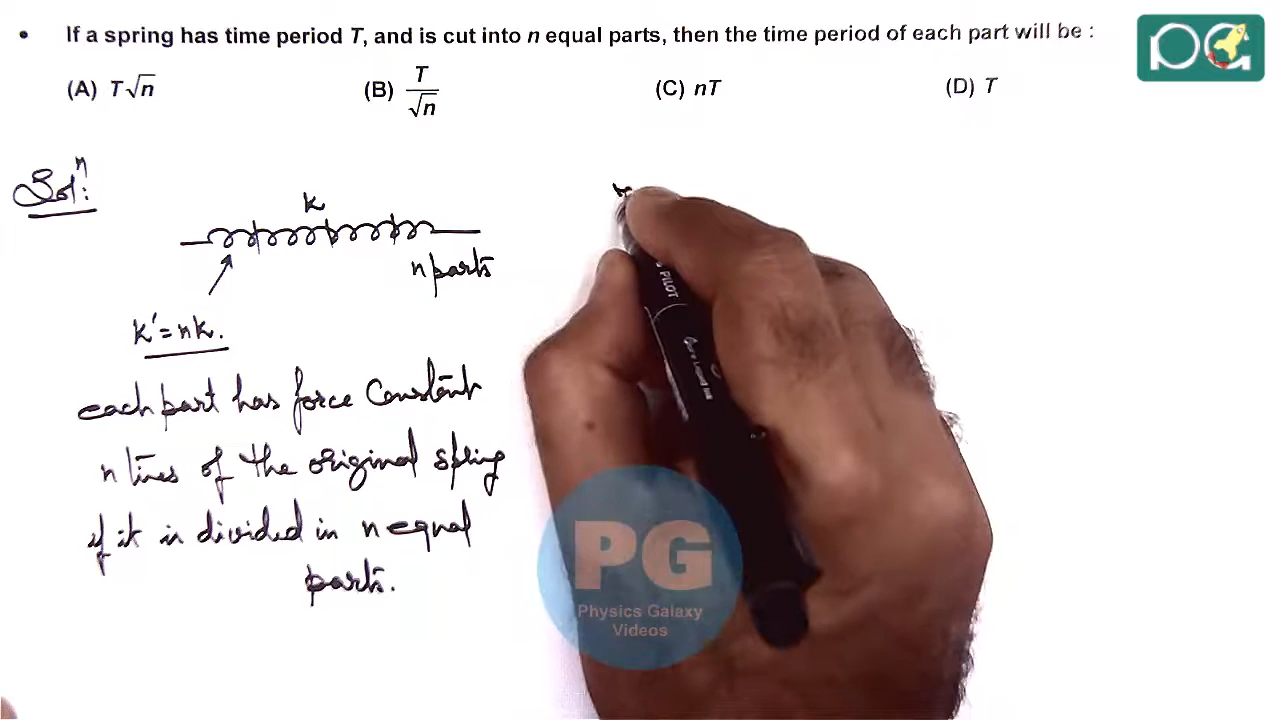 • If a spring has time period T, and is cut into n equal parts, then the time period of each part will be :
(A) T√n (B) T/√n (C) nT (D) T
Solⁿ:
k
n parts
k' = nk.
each part has force Constant
n times of the original spring
if it is divided in n equal
parts.
PILOT
PG
Physics Galaxy
Videos